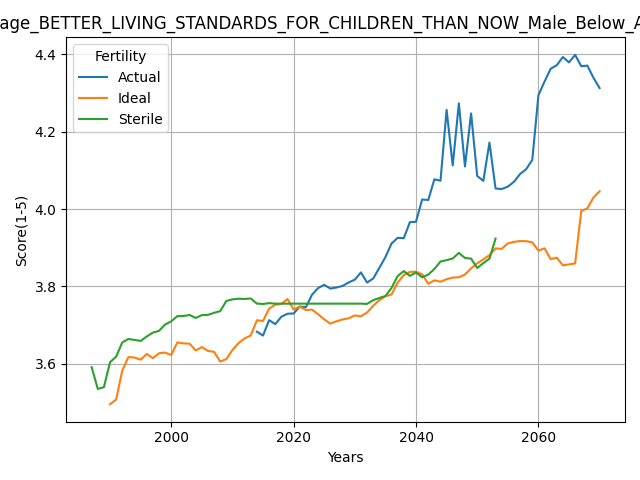 age_BETTER_LIVING_STANDARDS_FOR_CHILDREN_THAN_NOW_Male_Below_A
Fertility
Actual
Ideal
Sterile
Score(1-5)
4.4
4.2
4.0
3.8
3.6
2000 2020 2040 2060
Years